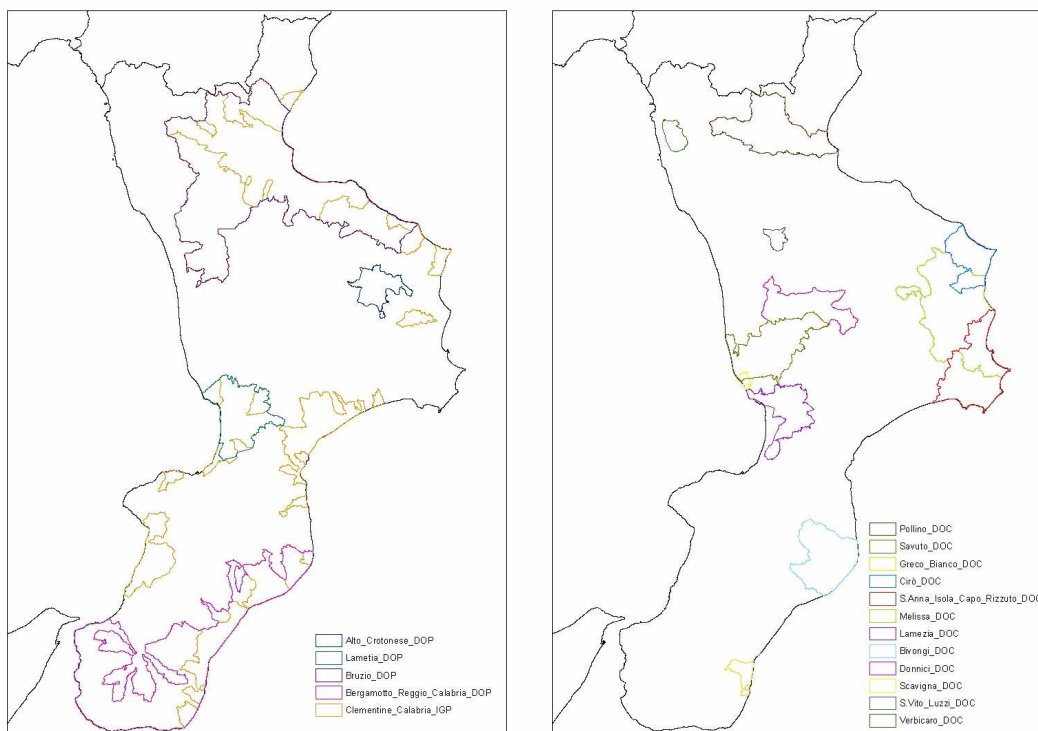 Alto_Crotonese_DOP
Lametia_DOP
Bruzio_DOP
Bergamotto_Reggio_Calabria_DOP
Clementine_Calabria_IGP
Pollino_DOC
Savuto_DOC
Greco_Bianco_DOC
Cirò_DOC
S.Anna_Isola_Capo_Rizzuto_DOC
Melissa_DOC
Lamezia_DOC
Bivongi_DOC
Donnici_DOC
Scavigna_DOC
S.Vito_Luzzi_DOC
Verbicaro_DOC